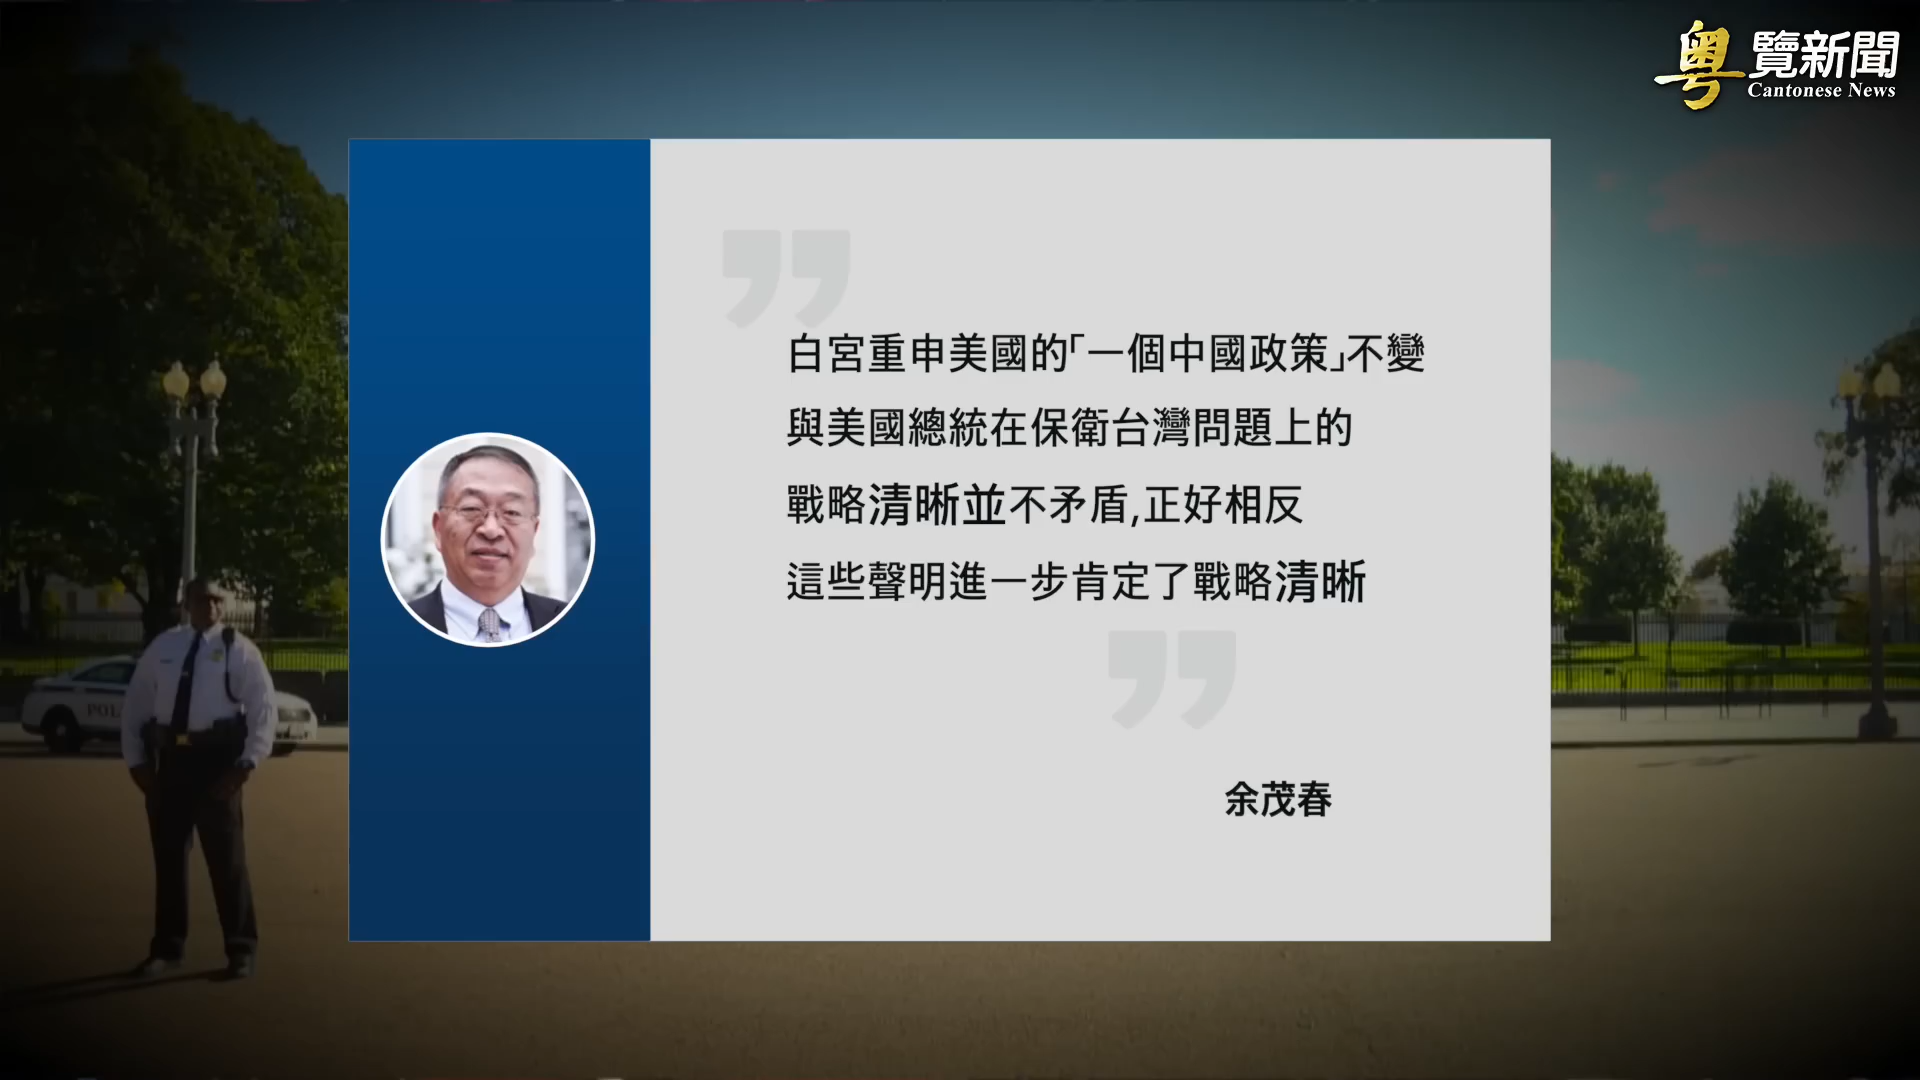 粵覽新聞
Cantonese News
白宮重申美國的「一個中國政策」不變
與美國總統在保衛台灣問題上的
戰略清晰並不矛盾,正好相反
這些聲明進一步肯定了戰略清晰
余茂春